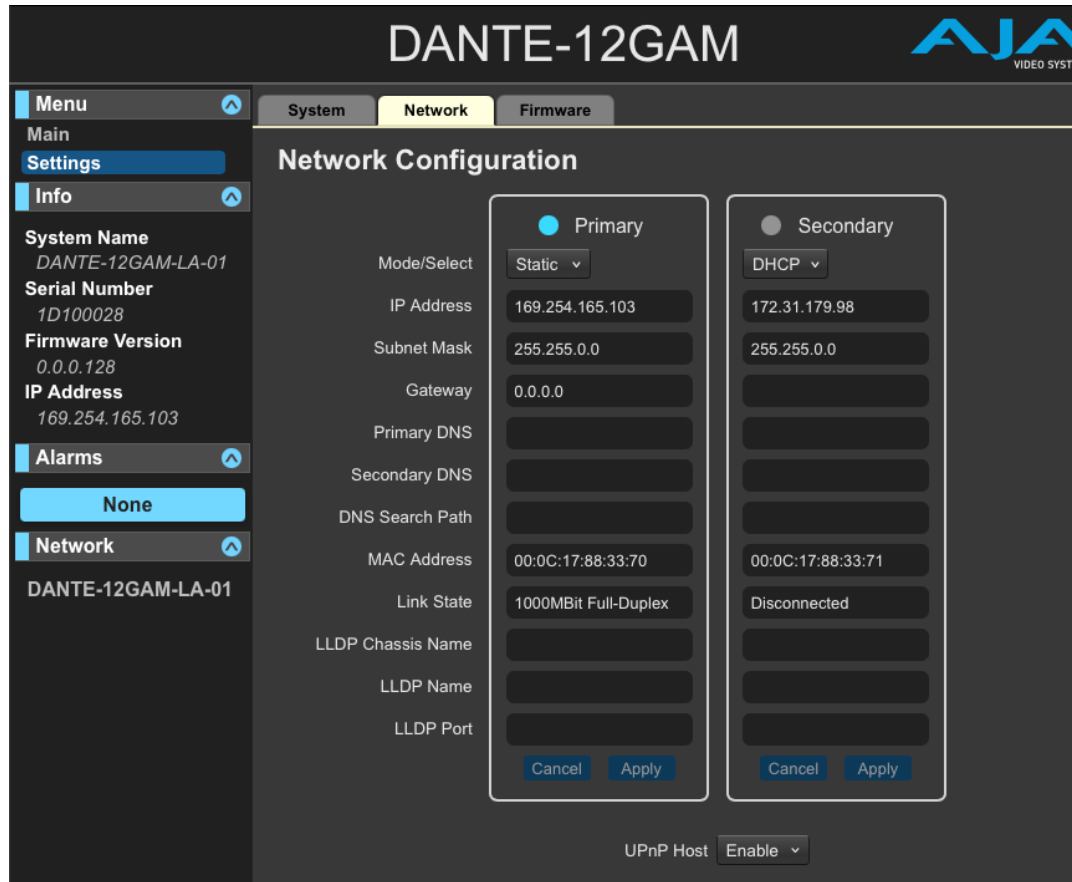 DANTE-12GAM
AJA
VIDEO SYST
Menu
Main
Settings
Info
System Name
DANTE-12GAM-LA-01
Serial Number
1D100028
Firmware Version
0.0.0.128
IP Address
169.254.165.103
Alarms
None
Network
DANTE-12GAM-LA-01
System Network Firmware
Network Configuration
Primary Secondary
Mode/Select Static DHCP
IP Address 169.254.165.103 172.31.179.98
Subnet Mask 255.255.0.0 255.255.0.0
Gateway 0.0.0.0
Primary DNS
Secondary DNS
DNS Search Path
MAC Address 00:0C:17:88:33:70 00:0C:17:88:33:71
Link State 1000MBit Full-Duplex Disconnected
LLDP Chassis Name
LLDP Name
LLDP Port
Cancel Apply Cancel Apply
UPnP Host Enable